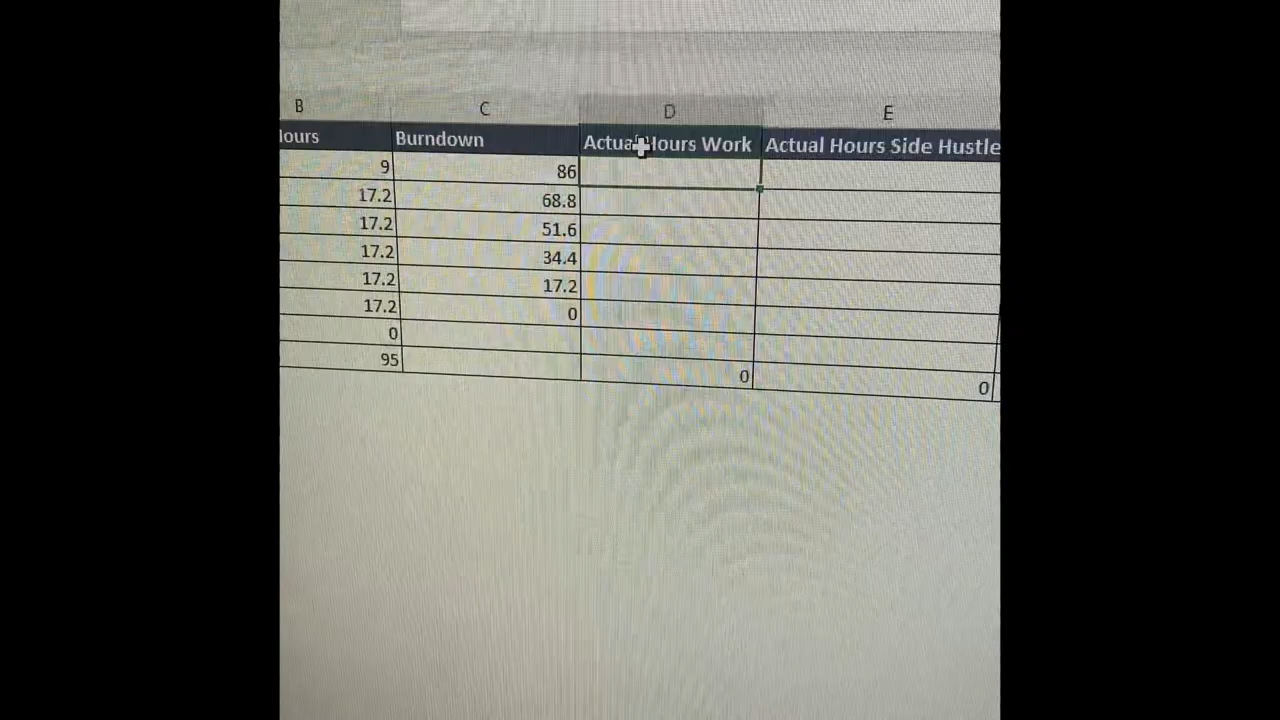 B C D E
Hours Burndown Actual Hours Work Actual Hours Side Hustle
9 86
17.2 68.8
17.2 51.6
17.2 34.4
17.2 17.2
17.2 0
0
95 0 0